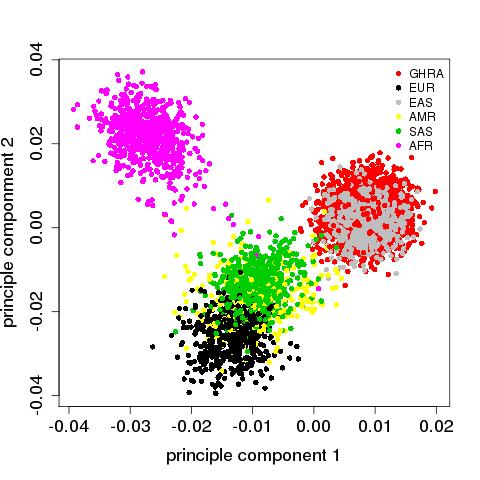 0.04
0.02
0.00
-0.02
-0.04
principle componment 2
GHRA
EUR
EAS
AMR
SAS
AFR
-0.04 -0.03 -0.02 -0.01 0.00 0.01 0.02
principle component 1